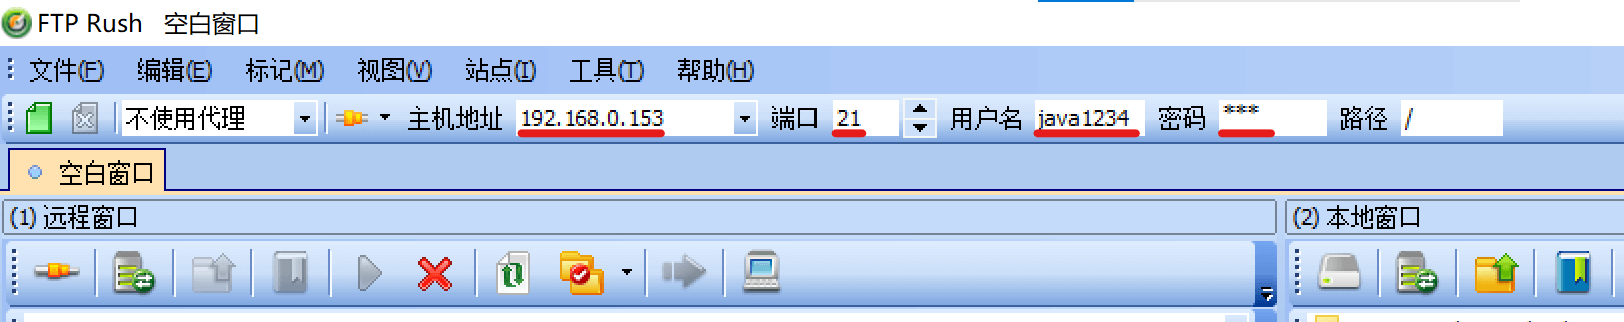 FTP Rush 空白窗口
文件(F) 编辑(E) 标记(M) 视图(V) 站点(I) 工具(T) 帮助(H)
不使用代理 主机地址 192.168.0.153 端口 21 用户名 java1234 密码 *** 路径 /
空白窗口
(1) 远程窗口 (2) 本地窗口